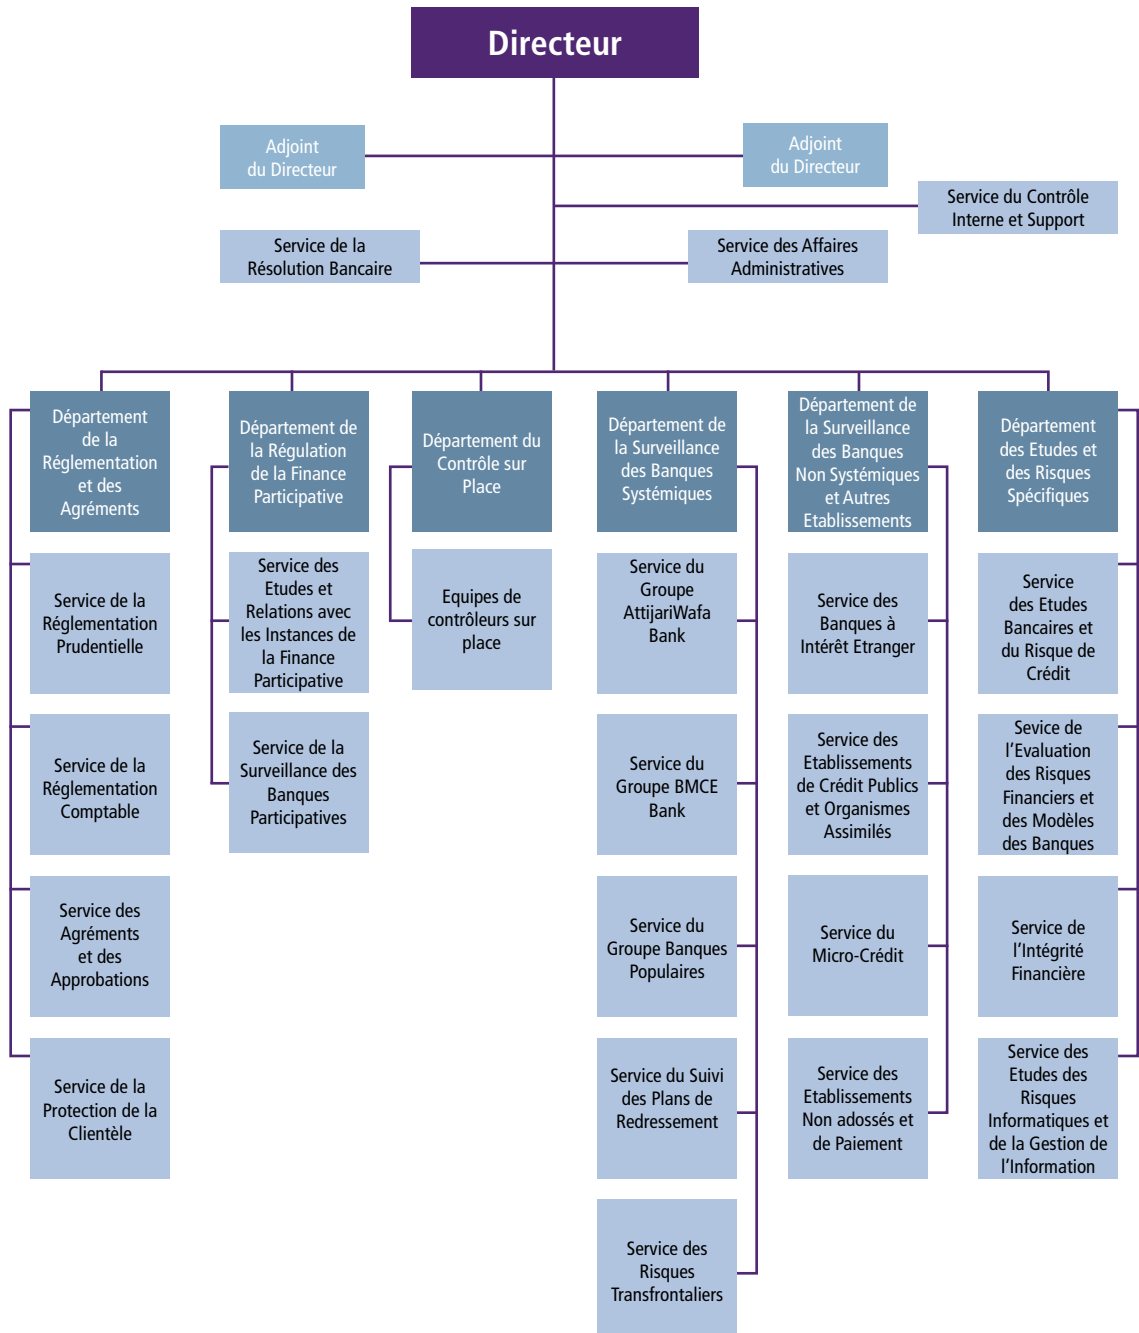 Directeur
Adjoint
du Directeur
Adjoint
du Directeur
Service du Contrôle
Interne et Support
Service de la
Résolution Bancaire
Service des Affaires
Administratives
Département
de la
Réglementation
et des
Agréments
Département de
la Régulation
de la Finance
Participative
Département du
Contrôle sur
Place
Département de
la Surveillance
des Banques
Systémiques
Département de
la Surveillance
des Banques
Non Systémiques
et Autres
Etablissements
Département
des Etudes et
des Risques
Spécifiques
Service de la
Réglementation
Prudentielle
Service des
Etudes et
Relations avec
les Instances de
la Finance
Participative
Equipes de
contrôleurs sur
place
Service du
Groupe
AttijariWafa
Bank
Service des
Banques à
Intérêt Etranger
Service
des Etudes
Bancaires et
du Risque de
Crédit
Service de la
Réglementation
Comptable
Service de la
Surveillance des
Banques
Participatives
Service du
Groupe BMCE
Bank
Service des
Etablissements
de Crédit Publics
et Organismes
Assimilés
Sevice de
l'Evaluation
des Risques
Financiers et
des Modèles
des Banques
Service des
Agréments
et des
Approbations
Service du
Groupe Banques
Populaires
Service du
Micro-Crédit
Service de
l'Intégrité
Financière
Service de la
Protection de la
Clientèle
Service du Suivi
des Plans de
Redressement
Service des
Etablissements
Non adossés et
de Paiement
Service des
Etudes des
Risques
Informatiques et
de la Gestion de
l'Information
Service des
Risques
Transfrontaliers